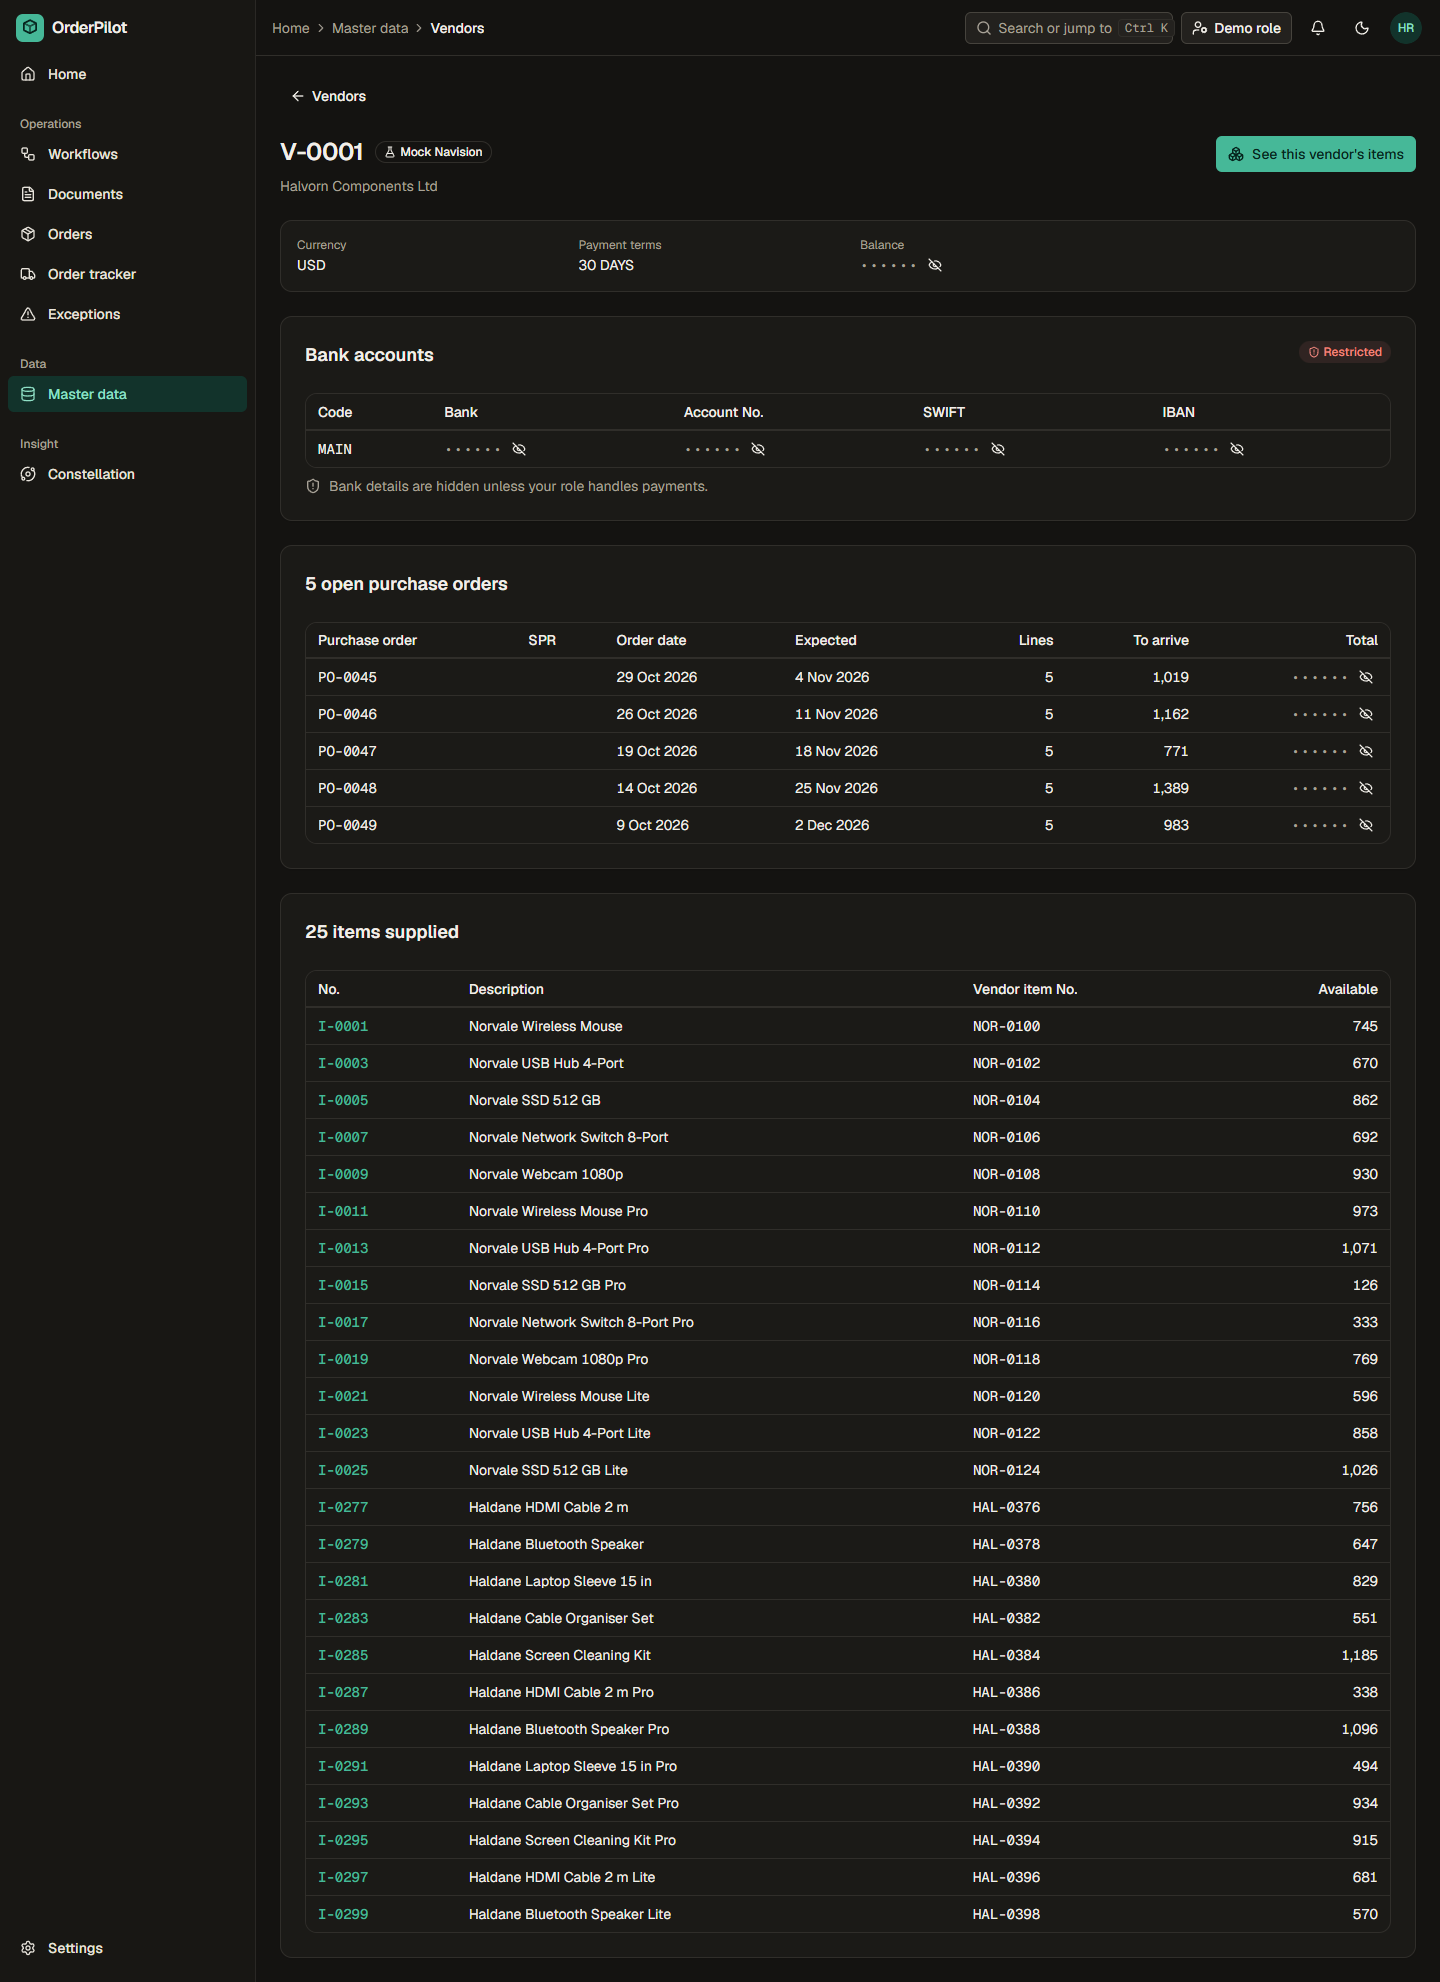 OrderPilot
Home
Operations
Workflows
Documents
Orders
Order tracker
Exceptions
Data
Master data
Insight
Constellation
Settings
Home > Master data > Vendors
Search or jump to Ctrl K
Demo role
HR
Vendors
V-0001 Mock Navision
See this vendor's items
Halvorn Components Ltd
Currency Payment terms Balance
USD 30 DAYS ••••••
Bank accounts Restricted
Code Bank Account No. SWIFT IBAN
MAIN •••••• •••••• •••••• ••••••
Bank details are hidden unless your role handles payments.
5 open purchase orders
Purchase order SPR Order date Expected Lines To arrive Total
PO-0045 29 Oct 2026 4 Nov 2026 5 1,019 ••••••
PO-0046 26 Oct 2026 11 Nov 2026 5 1,162 ••••••
PO-0047 19 Oct 2026 18 Nov 2026 5 771 ••••••
PO-0048 14 Oct 2026 25 Nov 2026 5 1,389 ••••••
PO-0049 9 Oct 2026 2 Dec 2026 5 983 ••••••
25 items supplied
No. Description Vendor item No. Available
I-0001 Norvale Wireless Mouse NOR-0100 745
I-0003 Norvale USB Hub 4-Port NOR-0102 670
I-0005 Norvale SSD 512 GB NOR-0104 862
I-0007 Norvale Network Switch 8-Port NOR-0106 692
I-0009 Norvale Webcam 1080p NOR-0108 930
I-0011 Norvale Wireless Mouse Pro NOR-0110 973
I-0013 Norvale USB Hub 4-Port Pro NOR-0112 1,071
I-0015 Norvale SSD 512 GB Pro NOR-0114 126
I-0017 Norvale Network Switch 8-Port Pro NOR-0116 333
I-0019 Norvale Webcam 1080p Pro NOR-0118 769
I-0021 Norvale Wireless Mouse Lite NOR-0120 596
I-0023 Norvale USB Hub 4-Port Lite NOR-0122 858
I-0025 Norvale SSD 512 GB Lite NOR-0124 1,026
I-0277 Haldane HDMI Cable 2 m HAL-0376 756
I-0279 Haldane Bluetooth Speaker HAL-0378 647
I-0281 Haldane Laptop Sleeve 15 in HAL-0380 829
I-0283 Haldane Cable Organiser Set HAL-0382 551
I-0285 Haldane Screen Cleaning Kit HAL-0384 1,185
I-0287 Haldane HDMI Cable 2 m Pro HAL-0386 338
I-0289 Haldane Bluetooth Speaker Pro HAL-0388 1,096
I-0291 Haldane Laptop Sleeve 15 in Pro HAL-0390 494
I-0293 Haldane Cable Organiser Set Pro HAL-0392 934
I-0295 Haldane Screen Cleaning Kit Pro HAL-0394 915
I-0297 Haldane HDMI Cable 2 m Lite HAL-0396 681
I-0299 Haldane Bluetooth Speaker Lite HAL-0398 570